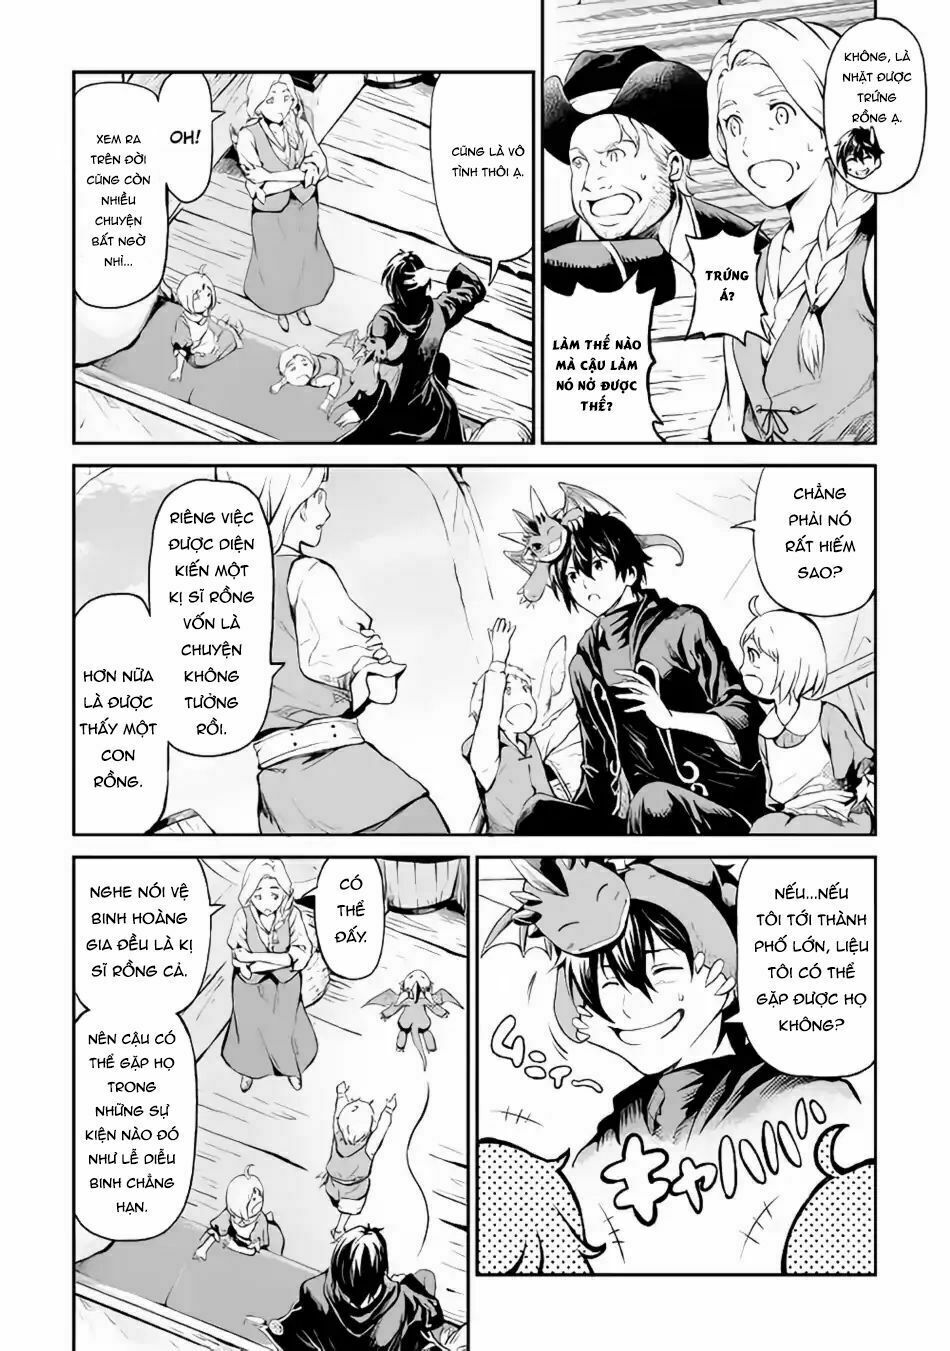 KHÔNG, LÀ
NHẶT ĐƯỢC
TRỨNG
RỒNG Ạ.
TRỨNG
Á?
LÀM THẾ NÀO
MÀ CẬU LÀM
NÓ NỞ ĐƯỢC
THẾ?
CŨNG LÀ VÔ
TÌNH THÔI Ạ.
OH!
XEM RA
TRÊN ĐỜI
CŨNG CÒN
NHIỀU
CHUYỆN
BẤT NGỜ
NHỈ...
CHẲNG
PHẢI NÓ
RẤT HIẾM
SAO?
RIÊNG VIỆC
ĐƯỢC DIỆN
KIẾN MỘT
KỊ SĨ RỒNG
VỐN LÀ
CHUYỆN
KHÔNG
TƯỞNG
RỒI.
HƠN NỮA
LÀ ĐƯỢC
THẤY MỘT
CON
RỒNG.
NẾU...NẾU
TÔI TỚI THÀNH
PHỐ LỚN, LIỆU
TÔI CÓ THỂ
GẶP ĐƯỢC HỌ
KHÔNG?
ムニィー
キャハハハ
CÓ
THỂ
ĐẤY.
NGHE NÓI VỆ
BINH HOÀNG
GIA ĐỀU LÀ KỊ
SĨ RỒNG CẢ.
NÊN CẬU CÓ
THỂ GẶP HỌ
TRONG
NHỮNG SỰ
KIỆN NÀO ĐÓ
NHƯ LỄ DIỄU
BINH CHẲNG
HẠN.